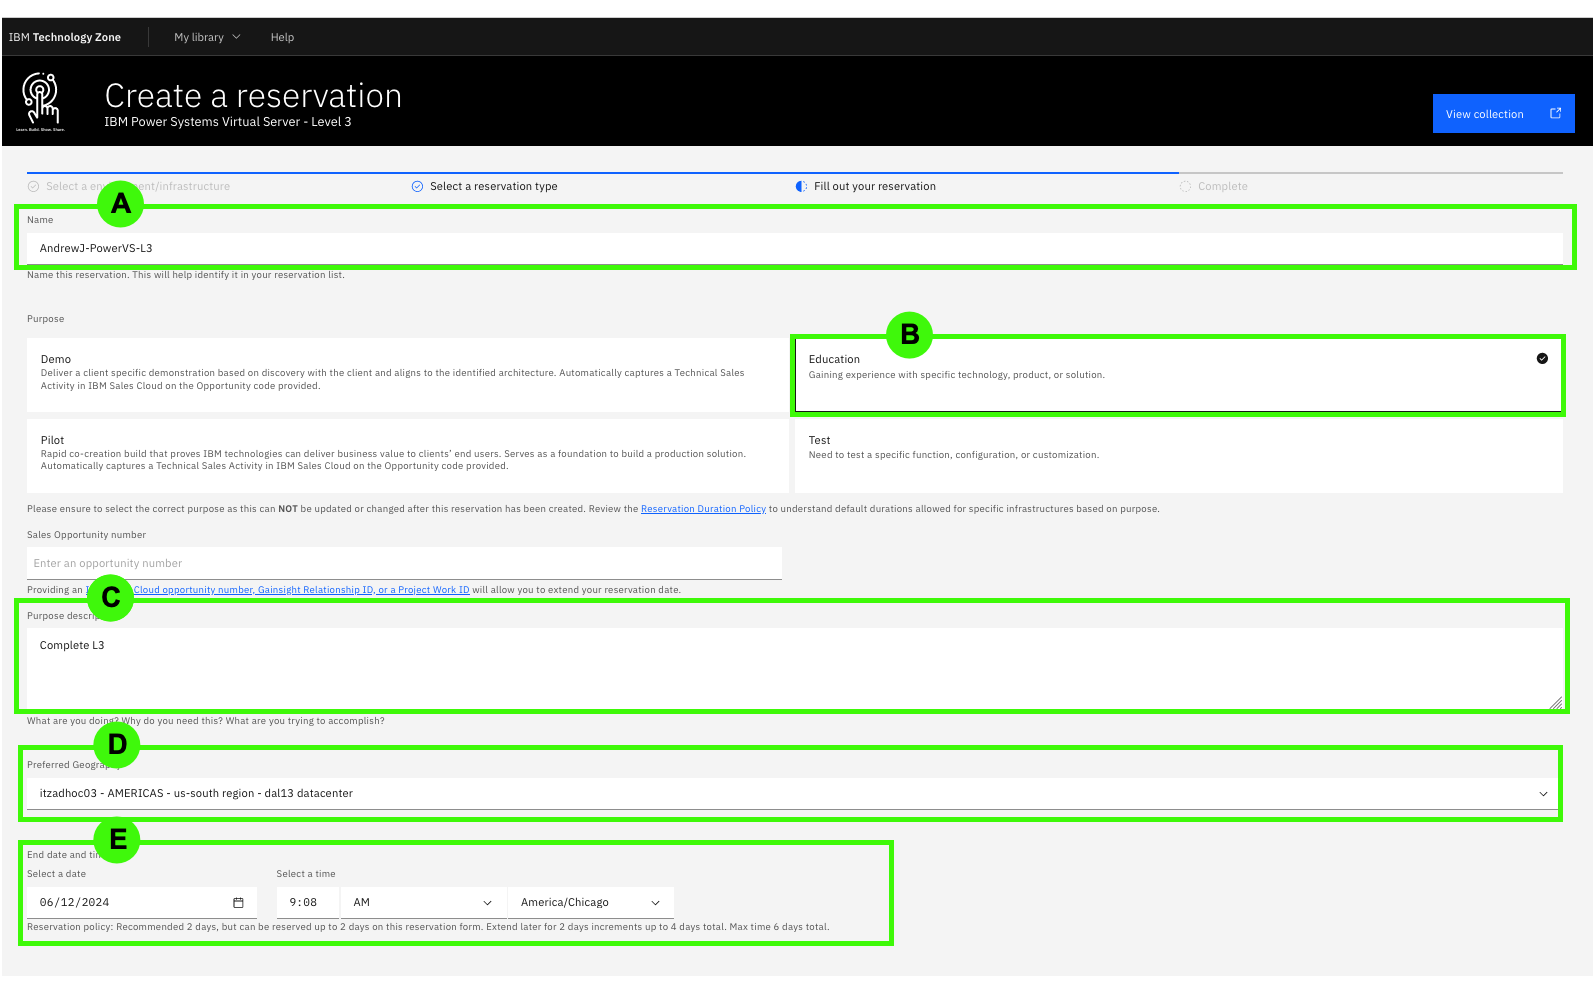 IBM Technology Zone
My library
Help
Create a reservation
IBM Power Systems Virtual Server - Level 3
Learn. Build. Show. Share.
View collection
Select a environment/infrastructure
Select a reservation type
Fill out your reservation
Complete
A
Name
AndrewJ-PowerVS-L3
Name this reservation. This will help identify it in your reservation list.
Purpose
B
Demo
Deliver a client specific demonstration based on discovery with the client and aligns to the identified architecture. Automatically captures a Technical Sales
Activity in IBM Sales Cloud on the Opportunity code provided.
Education
Gaining experience with specific technology, product, or solution.
Pilot
Rapid co-creation build that proves IBM technologies can deliver business value to clients' end users. Serves as a foundation to build a production solution.
Automatically captures a Technical Sales Activity in IBM Sales Cloud on the Opportunity code provided.
Test
Need to test a specific function, configuration, or customization.
Please ensure to select the correct purpose as this can NOT be updated or changed after this reservation has been created. Review the Reservation Duration Policy to understand default durations allowed for specific infrastructures based on purpose.
Sales Opportunity number
Enter an opportunity number
Providing an Cloud opportunity number, Gainsight Relationship ID, or a Project Work ID will allow you to extend your reservation date.
C
Purpose descrip
Complete L3
What are you doing? Why do you need this? What are you trying to accomplish?
D
Preferred Geography
itzadhoc03 - AMERICAS - us-south region - dal13 datacenter
E
End date and time
Select a date
Select a time
06/12/2024
9:08
AM
America/Chicago
Reservation policy: Recommended 2 days, but can be reserved up to 2 days on this reservation form. Extend later for 2 days increments up to 4 days total. Max time 6 days total.